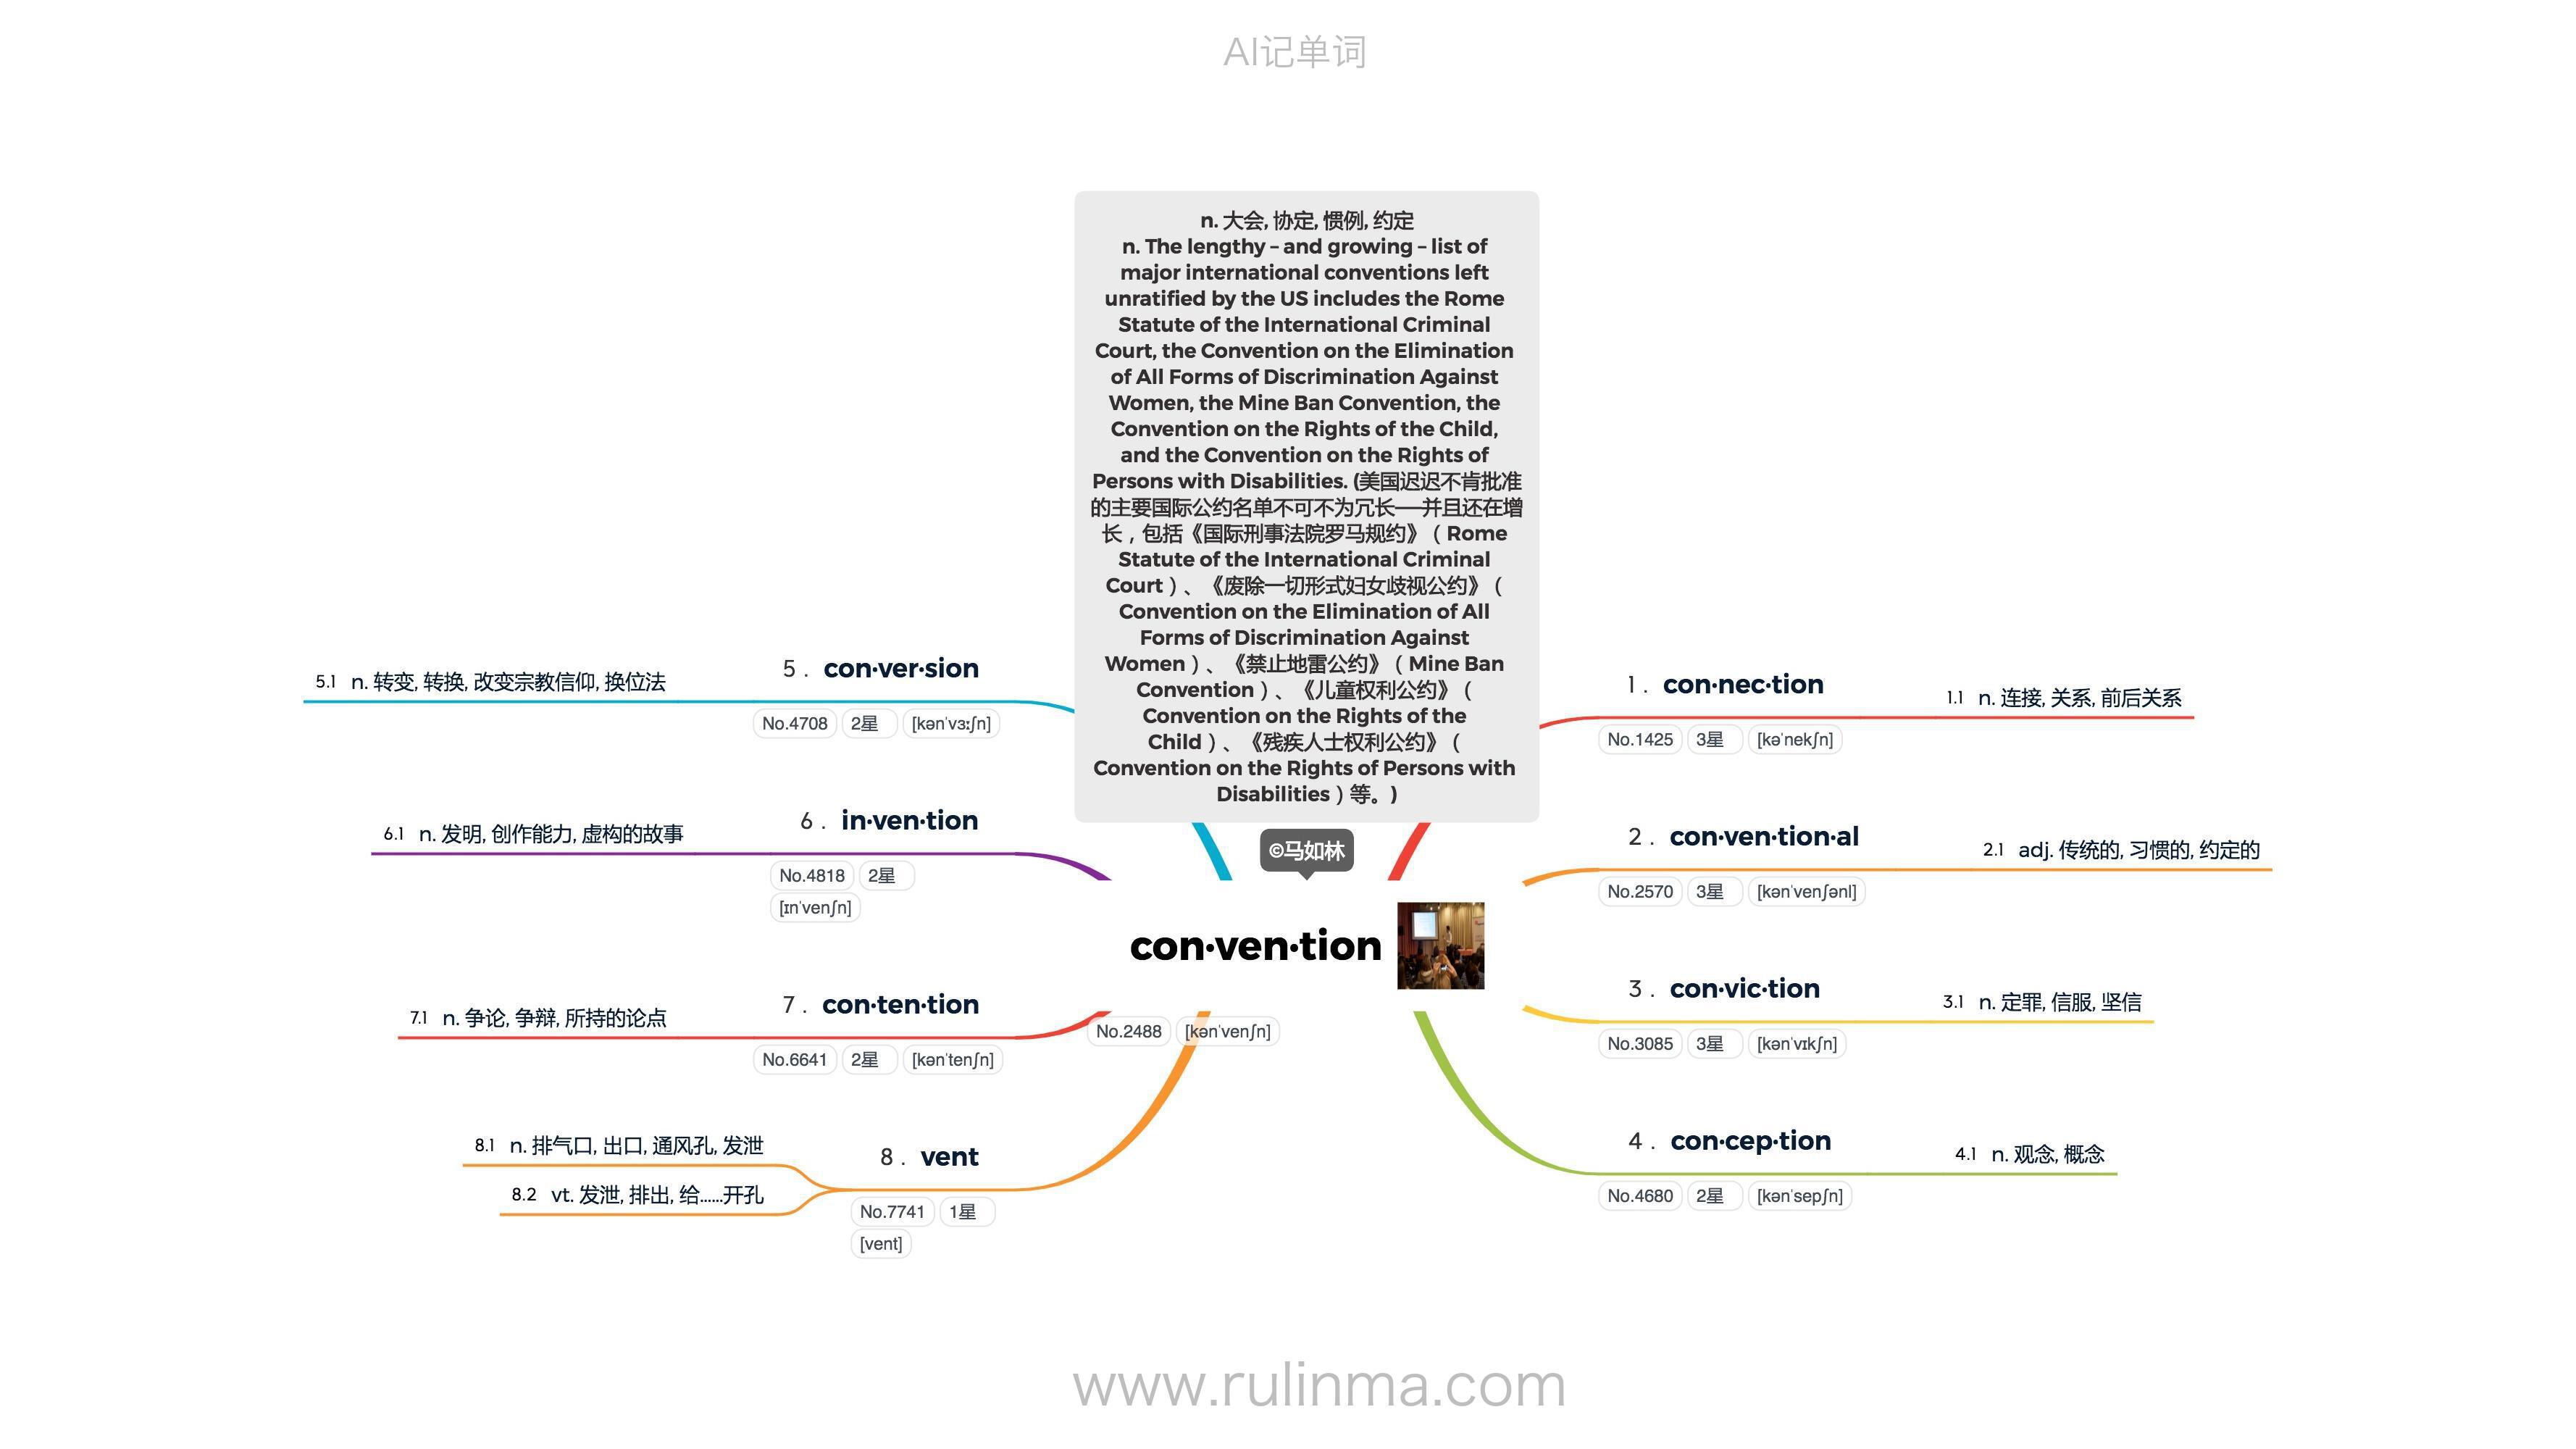 AI记单词
n. 大会, 协定, 惯例, 约定
n. The lengthy – and growing – list of
major international conventions left
unratified by the US includes the Rome
Statute of the International Criminal
Court, the Convention on the Elimination
of All Forms of Discrimination Against
Women, the Mine Ban Convention, the
Convention on the Rights of the Child,
and the Convention on the Rights of
Persons with Disabilities. (美国迟迟不肯批准
的主要国际公约名单不可不为冗长──并且还在增
长，包括《国际刑事法院罗马规约》（Rome
Statute of the International Criminal
Court）、《废除一切形式妇女歧视公约》（
Convention on the Elimination of All
Forms of Discrimination Against
Women）、《禁止地雷公约》（Mine Ban
Convention）、《儿童权利公约》（
Convention on the Rights of the
Child）、《残疾人士权利公约》（
Convention on the Rights of Persons with
Disabilities）等。)
©马如林
con·ven·tion
No.2488 [kənˈvenʃn]
1. con·nec·tion
No.1425 3星 [kəˈnekʃn]
1.1 n. 连接, 关系, 前后关系
2. con·ven·tion·al
No.2570 3星 [kənˈvenʃənl]
2.1 adj. 传统的, 习惯的, 约定的
3. con·vic·tion
No.3085 3星 [kənˈvɪkʃn]
3.1 n. 定罪, 信服, 坚信
4. con·cep·tion
No.4680 2星 [kənˈsepʃn]
4.1 n. 观念, 概念
5. con·ver·sion
No.4708 2星 [kənˈvɜːʃn]
5.1 n. 转变, 转换, 改变宗教信仰, 换位法
6. in·ven·tion
No.4818 2星
[ɪnˈvenʃn]
6.1 n. 发明, 创作能力, 虚构的故事
7. con·ten·tion
No.6641 2星 [kənˈtenʃn]
7.1 n. 争论, 争辩, 所持的论点
8. vent
No.7741 1星
[vent]
8.1 n. 排气口, 出口, 通风孔, 发泄
8.2 vt. 发泄, 排出, 给......开孔
www.rulinma.com